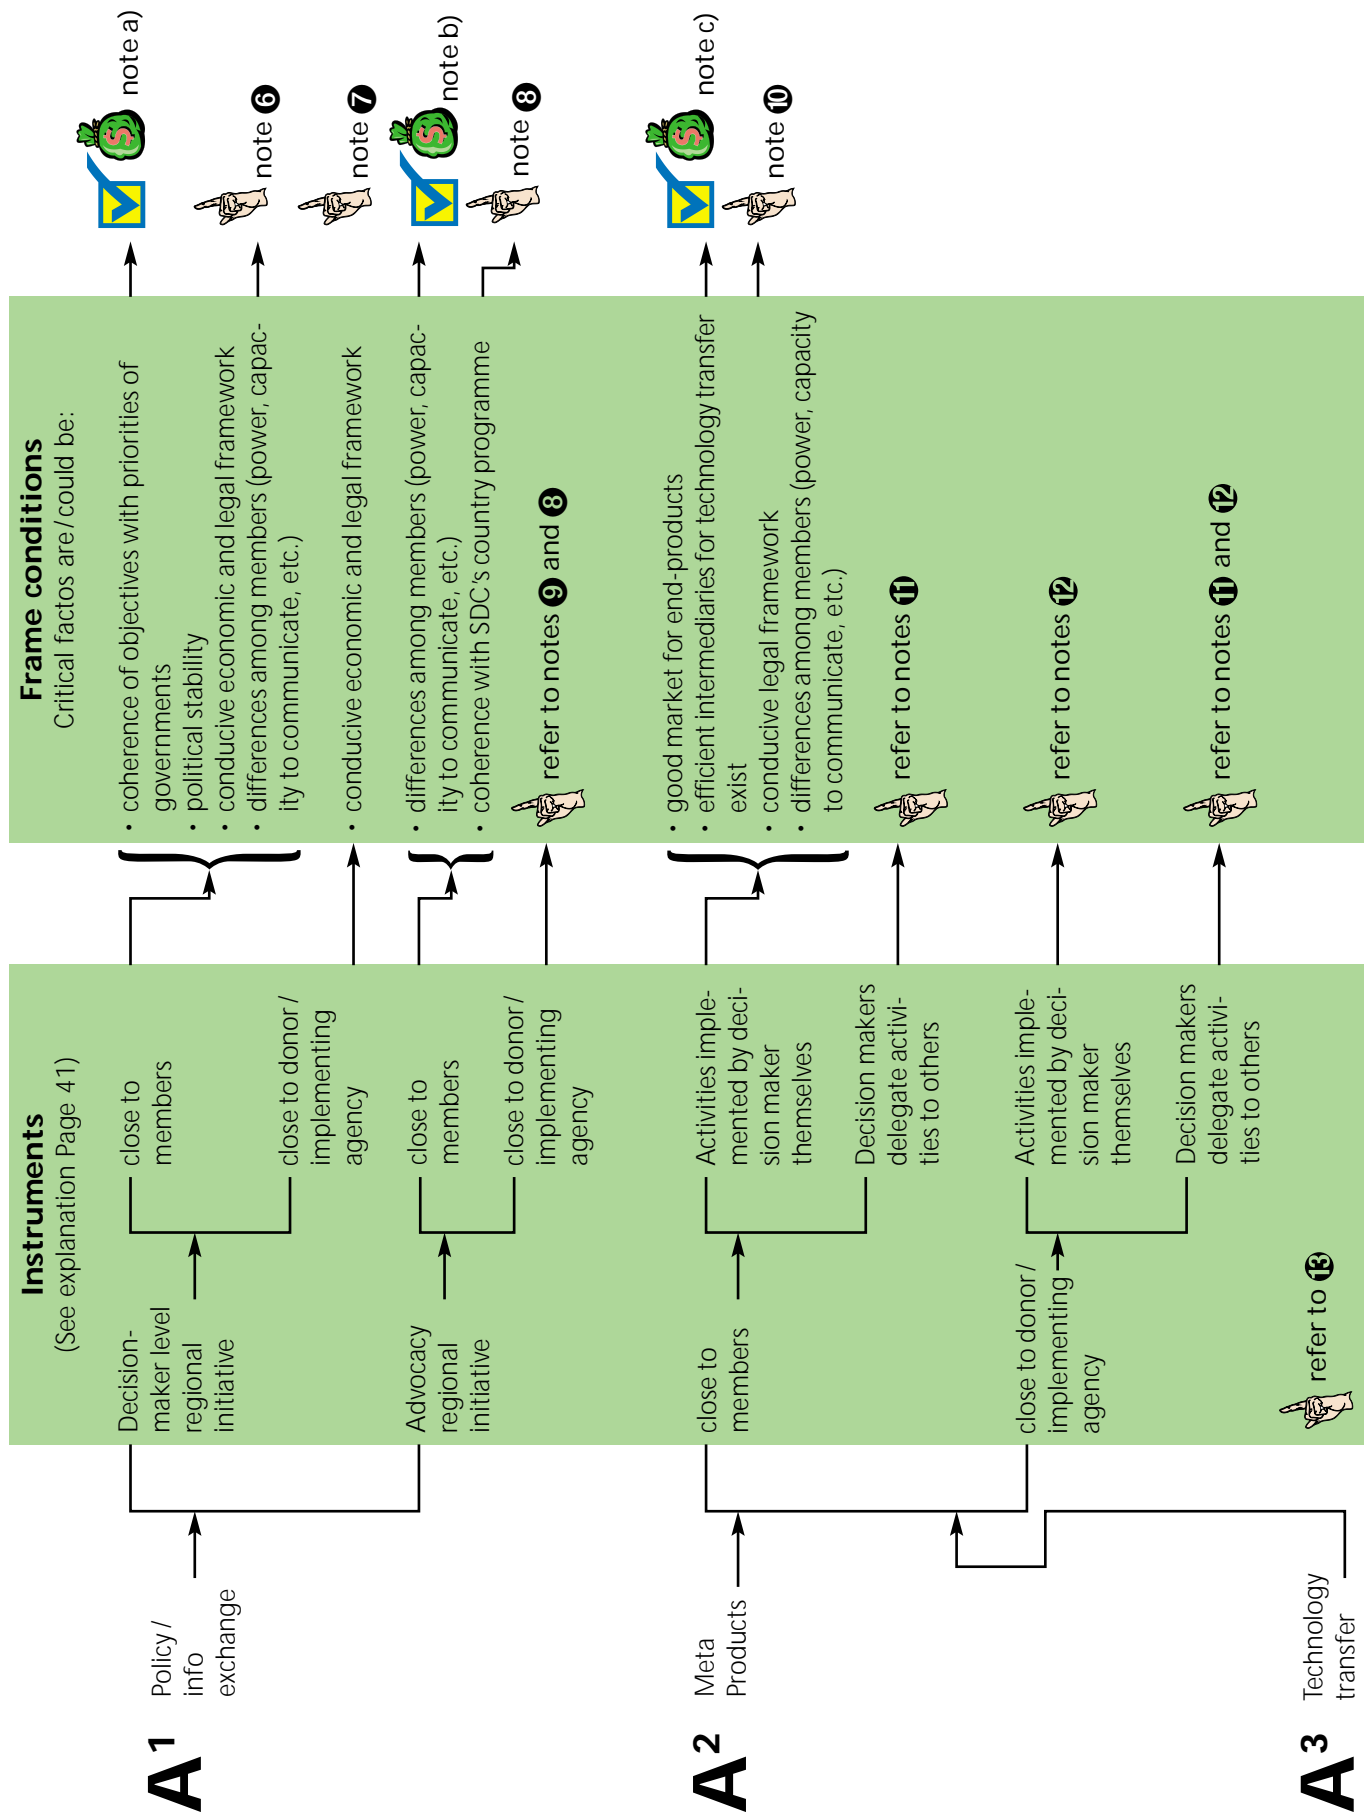 Instruments
(See explanation Page 41)
Frame conditions
Critical factos are / could be:
A1
Policy /
info
exchange
Decision-
maker level
regional
initiative
close to
members
· coherence of objectives with priorities of
governments
· political stability
· conducive economic and legal framework
· differences among members (power, capac-
ity to communicate, etc.)
$ note a)
note 6
close to donor /
implementing
agency
· conducive economic and legal framework
note 7
Advocacy
regional
initiative
close to
members
· differences among members (power, capac-
ity to communicate, etc.)
· coherence with SDC's country programme
$ note b)
note 8
close to donor /
implementing
agency
refer to notes 9 and 8
A2
Meta
Products
close to
members
Activities imple-
mented by deci-
sion maker
themselves
· good market for end-products
· efficient intermediaries for technology transfer
exist
· conducive legal framework
· differences among members (power, capacity
to communicate, etc.)
$ note c)
note 10
Decision makers
delegate activi-
ties to others
refer to notes 11
close to donor /
implementing
agency
Activities imple-
mented by deci-
sion maker
themselves
refer to notes 12
Decision makers
delegate activi-
ties to others
refer to notes 11 and 12
A3
Technology
transfer
refer to 13